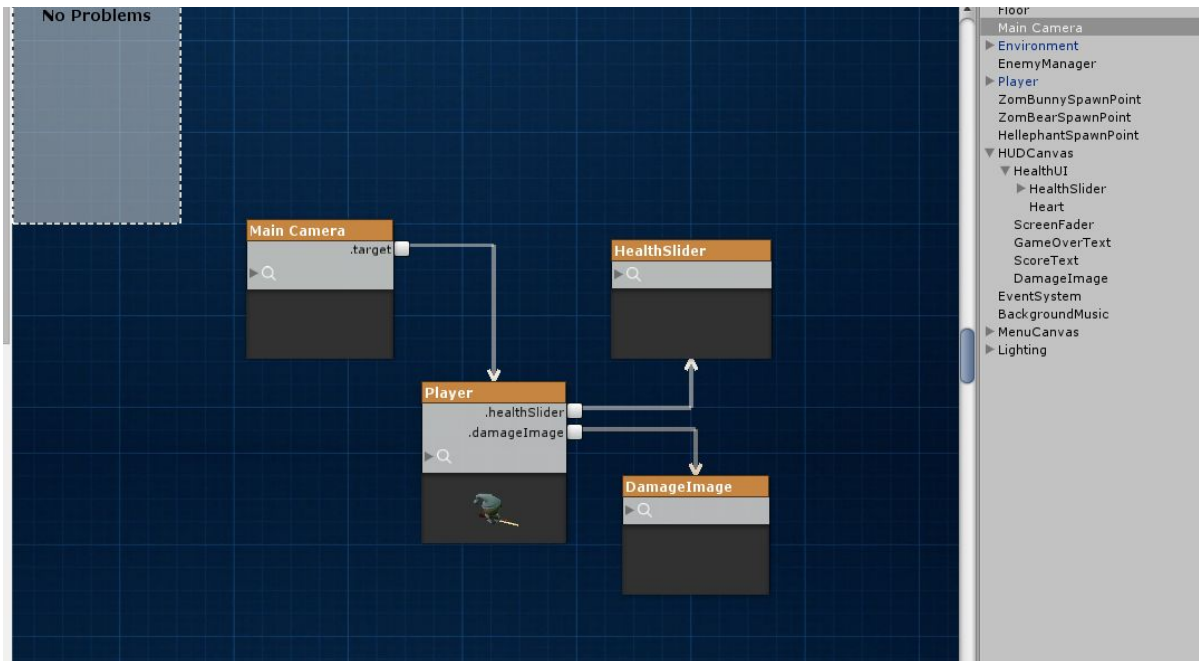 No Problems
Main Camera
.target
HealthSlider
Player
.healthSlider
.damageImage
DamageImage
Floor
Main Camera
Environment
EnemyManager
Player
ZomBunnySpawnPoint
ZomBearSpawnPoint
HellephantSpawnPoint
HUDCanvas
HealthUI
HealthSlider
Heart
ScreenFader
GameOverText
ScoreText
DamageImage
EventSystem
BackgroundMusic
MenuCanvas
Lighting